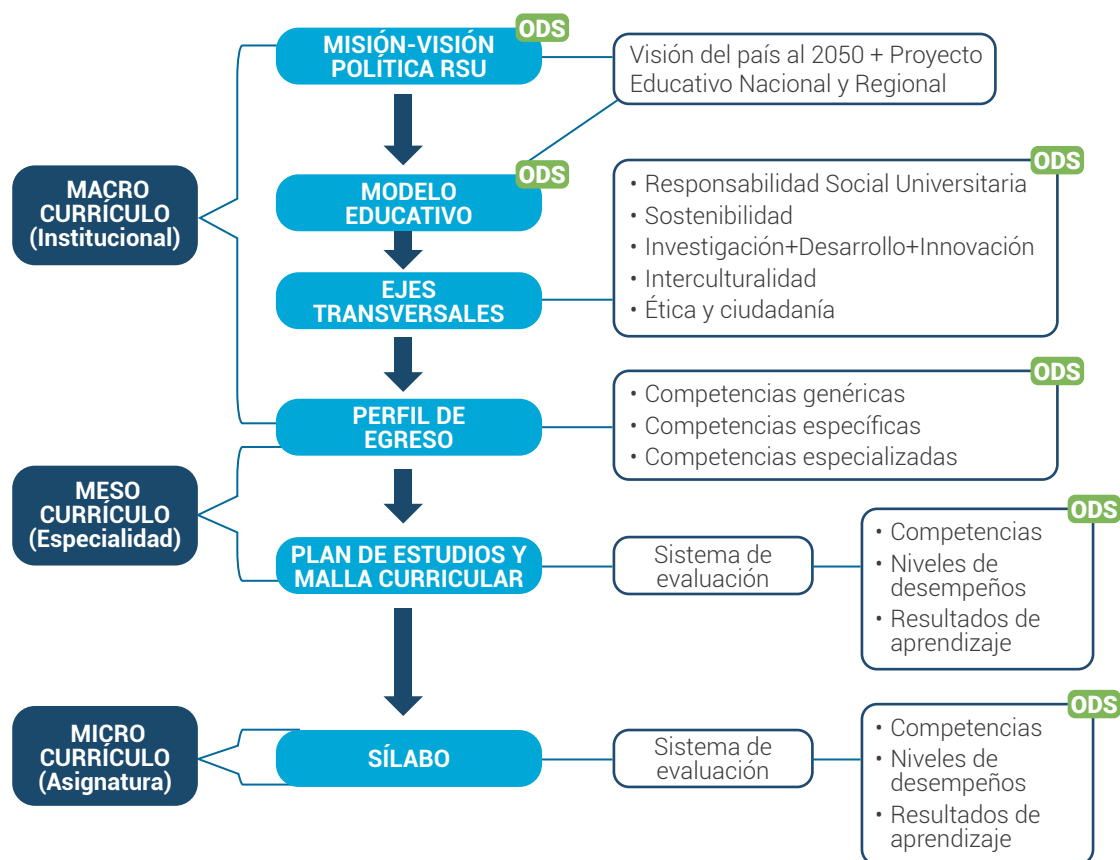 ODS
MISIÓN-VISIÓN
POLÍTICA RSU
Visión del país al 2050 + Proyecto
Educativo Nacional y Regional
MACRO
CURRÍCULO
(Institucional)
ODS
MODELO
EDUCATIVO
ODS
• Responsabilidad Social Universitaria
• Sostenibilidad
• Investigación+Desarrollo+Innovación
• Interculturalidad
• Ética y ciudadanía
EJES
TRANSVERSALES
PERFIL DE
EGRESO
ODS
• Competencias genéricas
• Competencias específicas
• Competencias especializadas
MESO
CURRÍCULO
(Especialidad)
PLAN DE ESTUDIOS Y
MALLA CURRICULAR
Sistema de
evaluación
ODS
• Competencias
• Niveles de
desempeños
• Resultados de
aprendizaje
MICRO
CURRÍCULO
(Asignatura)
SÍLABO
Sistema de
evaluación
ODS
• Competencias
• Niveles de
desempeños
• Resultados de
aprendizaje